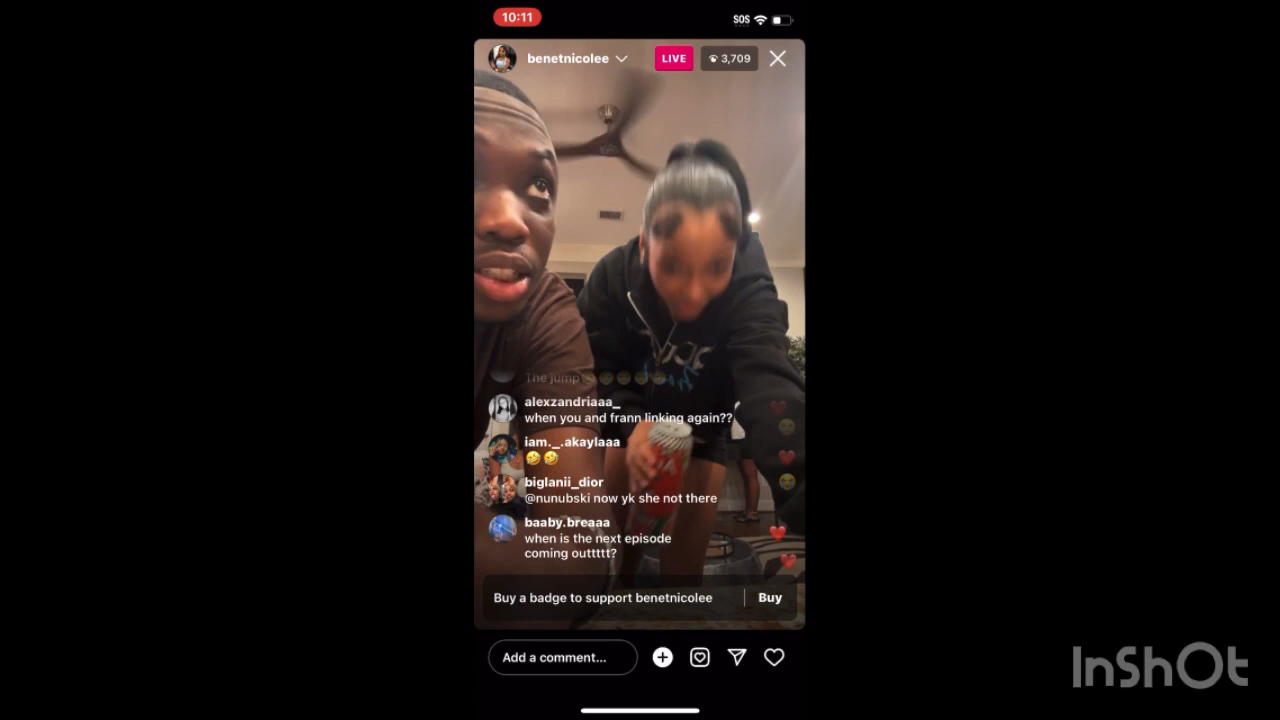 10:11
SOS
benetnicolee
LIVE
3,709
The jump
alexzandriaaa_
when you and frann linking again??
iam._.akaylaaa
🤣🤣
biglanii_dior
@nunubski now yk she not there
baaby.breaaa
when is the next episode
coming outtttt?
Buy a badge to support benetnicolee
Buy
Add a comment...
InShOt